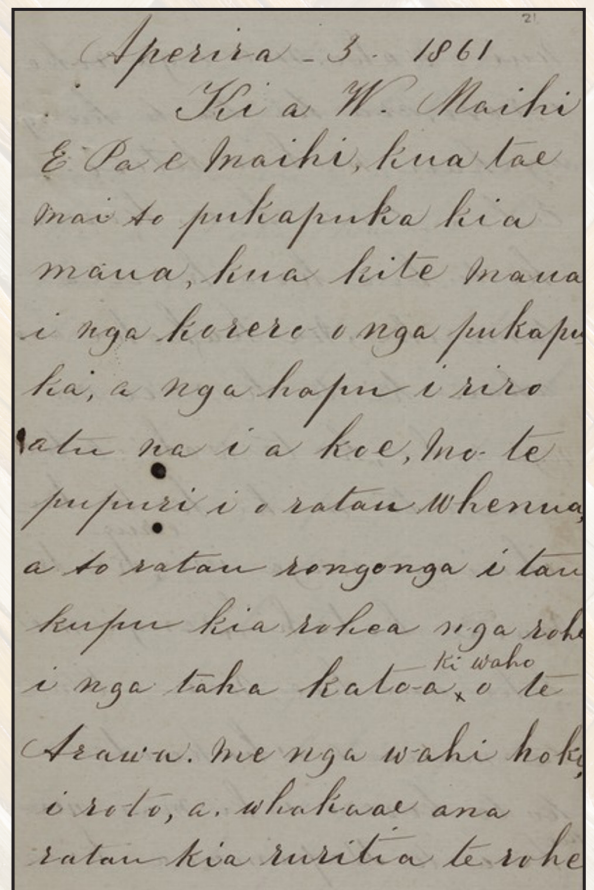 21
Aperira - 3. 1861
Ki a W. Maihi
E Pa e Maihi, kua tae
mai to pukapuka kia
maua, kua kite maua
i nga korero o nga pukapu
ka, a nga hapu i riro
atu na i a koe, mo te
pupuri i o ratau whenua,
a to ratau rongonga i tau
kupu kia rohea nga rohe
ki waho
i nga taha katoa x o te
Arawa. me nga wahi hoki,
i roto, a. whakaae ana
ratau kia ruritia te rohe